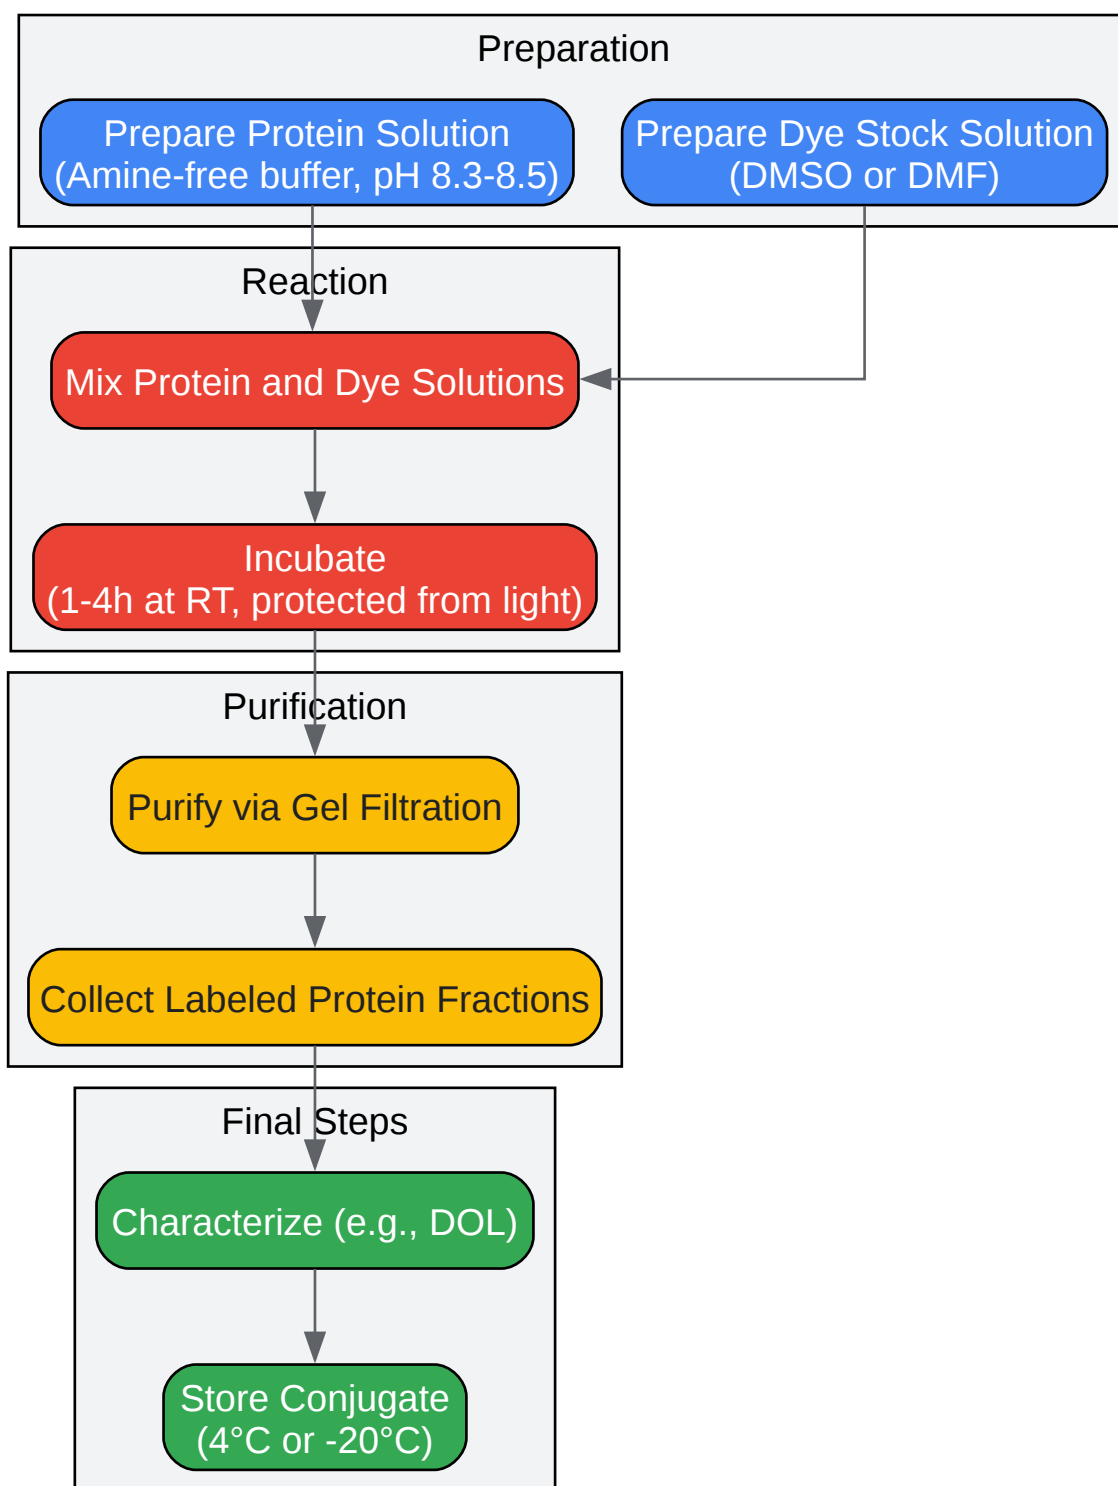 Preparation
Prepare Protein Solution
(Amine-free buffer, pH 8.3-8.5)
Prepare Dye Stock Solution
(DMSO or DMF)
Reaction
Mix Protein and Dye Solutions
Incubate
(1-4h at RT, protected from light)
Purification
Purify via Gel Filtration
Collect Labeled Protein Fractions
Final Steps
Characterize (e.g., DOL)
Store Conjugate
(4°C or -20°C)